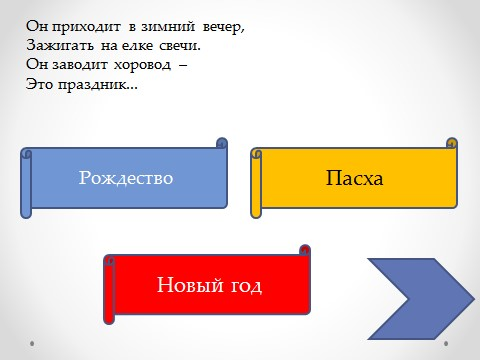 Он приходит в зимний вечер,
Зажигать на елке свечи.
Он заводит хоровод –
Это праздник...
Рождество
Пасха
Новый год